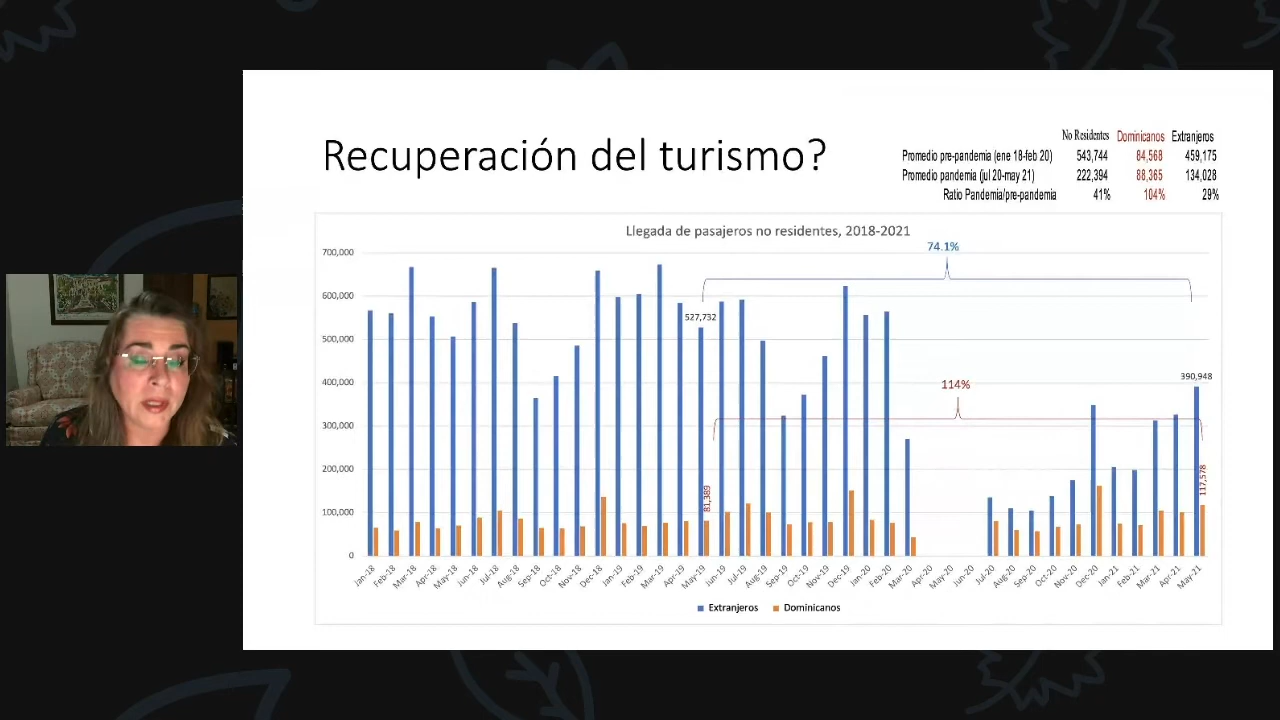 Recuperación del turismo?
No Residentes Dominicanos Extranjeros
Promedio pre-pandemia (ene 18-feb 20) 543,744 84,568 459,175
Promedio pandemia (jul 20-may 21) 222,394 88,365 134,028
Ratio Pandemia/pre-pandemia 41% 104% 29%
Llegada de pasajeros no residentes, 2018-2021
74.1%
700,000
600,000
527,732
500,000
400,000
114%
390,948
300,000
200,000
81,389
117,578
100,000
0
Jan-18 Feb-18 Mar-18 Apr-18 May-18 Jun-18 Jul-18 Aug-18 Sep-18 Oct-18 Nov-18 Dec-18 Jan-19 Feb-19 Mar-19 Apr-19 May-19 Jun-19 Jul-19 Aug-19 Sep-19 Oct-19 Nov-19 Dec-19 Jan-20 Feb-20 Mar-20 Apr-20 May-20 Jun-20 Jul-20 Aug-20 Sep-20 Oct-20 Nov-20 Dec-20 Jan-21 Feb-21 Mar-21 Apr-21 May-21
Extranjeros Dominicanos